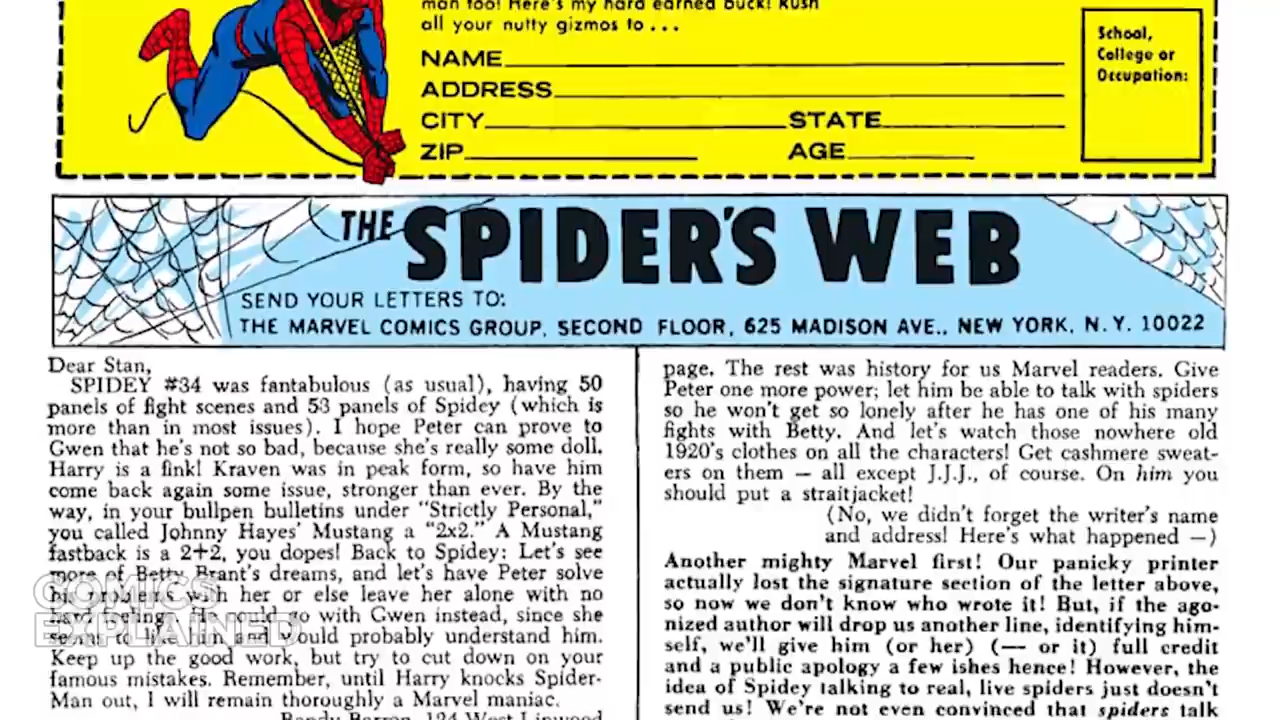 man too! Here's my hard earned buck! Rush
all your nutty gizmos to ...
NAME
ADDRESS
CITY STATE
ZIP AGE
School,
College or
Occupation:
THE SPIDER'S WEB
SEND YOUR LETTERS TO:
THE MARVEL COMICS GROUP, SECOND FLOOR, 625 MADISON AVE., NEW YORK, N.Y. 10022
Dear Stan,
SPIDEY #34 was fantabulous (as usual), having 50
panels of fight scenes and 53 panels of Spidey (which is
more than in most issues). I hope Peter can prove to
Gwen that he's not so bad, because she's really some doll.
Harry is a fink! Kraven was in peak form, so have him
come back again some issue, stronger than ever. By the
way, in your bullpen bulletins under "Strictly Personal,"
you called Johnny Hayes' Mustang a "2x2." A Mustang
fastback is a 2+2, you dopes! Back to Spidey: Let's see
more of Betty Brant's dreams, and let's have Peter solve
his problems with her or else leave her alone with no
hard feelings. He could go with Gwen instead, since she
seems to like him and would probably understand him.
Keep up the good work, but try to cut down on your
famous mistakes. Remember, until Harry knocks Spider-
Man out, I will remain thoroughly a Marvel maniac.
124 West Linwood
page. The rest was history for us Marvel readers. Give
Peter one more power; let him be able to talk with spiders
so he won't get so lonely after he has one of his many
fights with Betty. And let's watch those nowhere old
1920's clothes on all the characters! Get cashmere sweat-
ers on them — all except J.J.J., of course. On him you
should put a straitjacket!
(No, we didn't forget the writer's name
and address! Here's what happened —)
Another mighty Marvel first! Our panicky printer
actually lost the signature section of the letter above,
so now we don't know who wrote it! But, if the ago-
nized author will drop us another line, identifying him-
self, we'll give him (or her) (— or it) full credit
and a public apology a few ishes hence! However, the
idea of Spidey talking to real, live spiders just doesn't
send us! We're not even convinced that spiders talk
COMICS
EXPLAINED